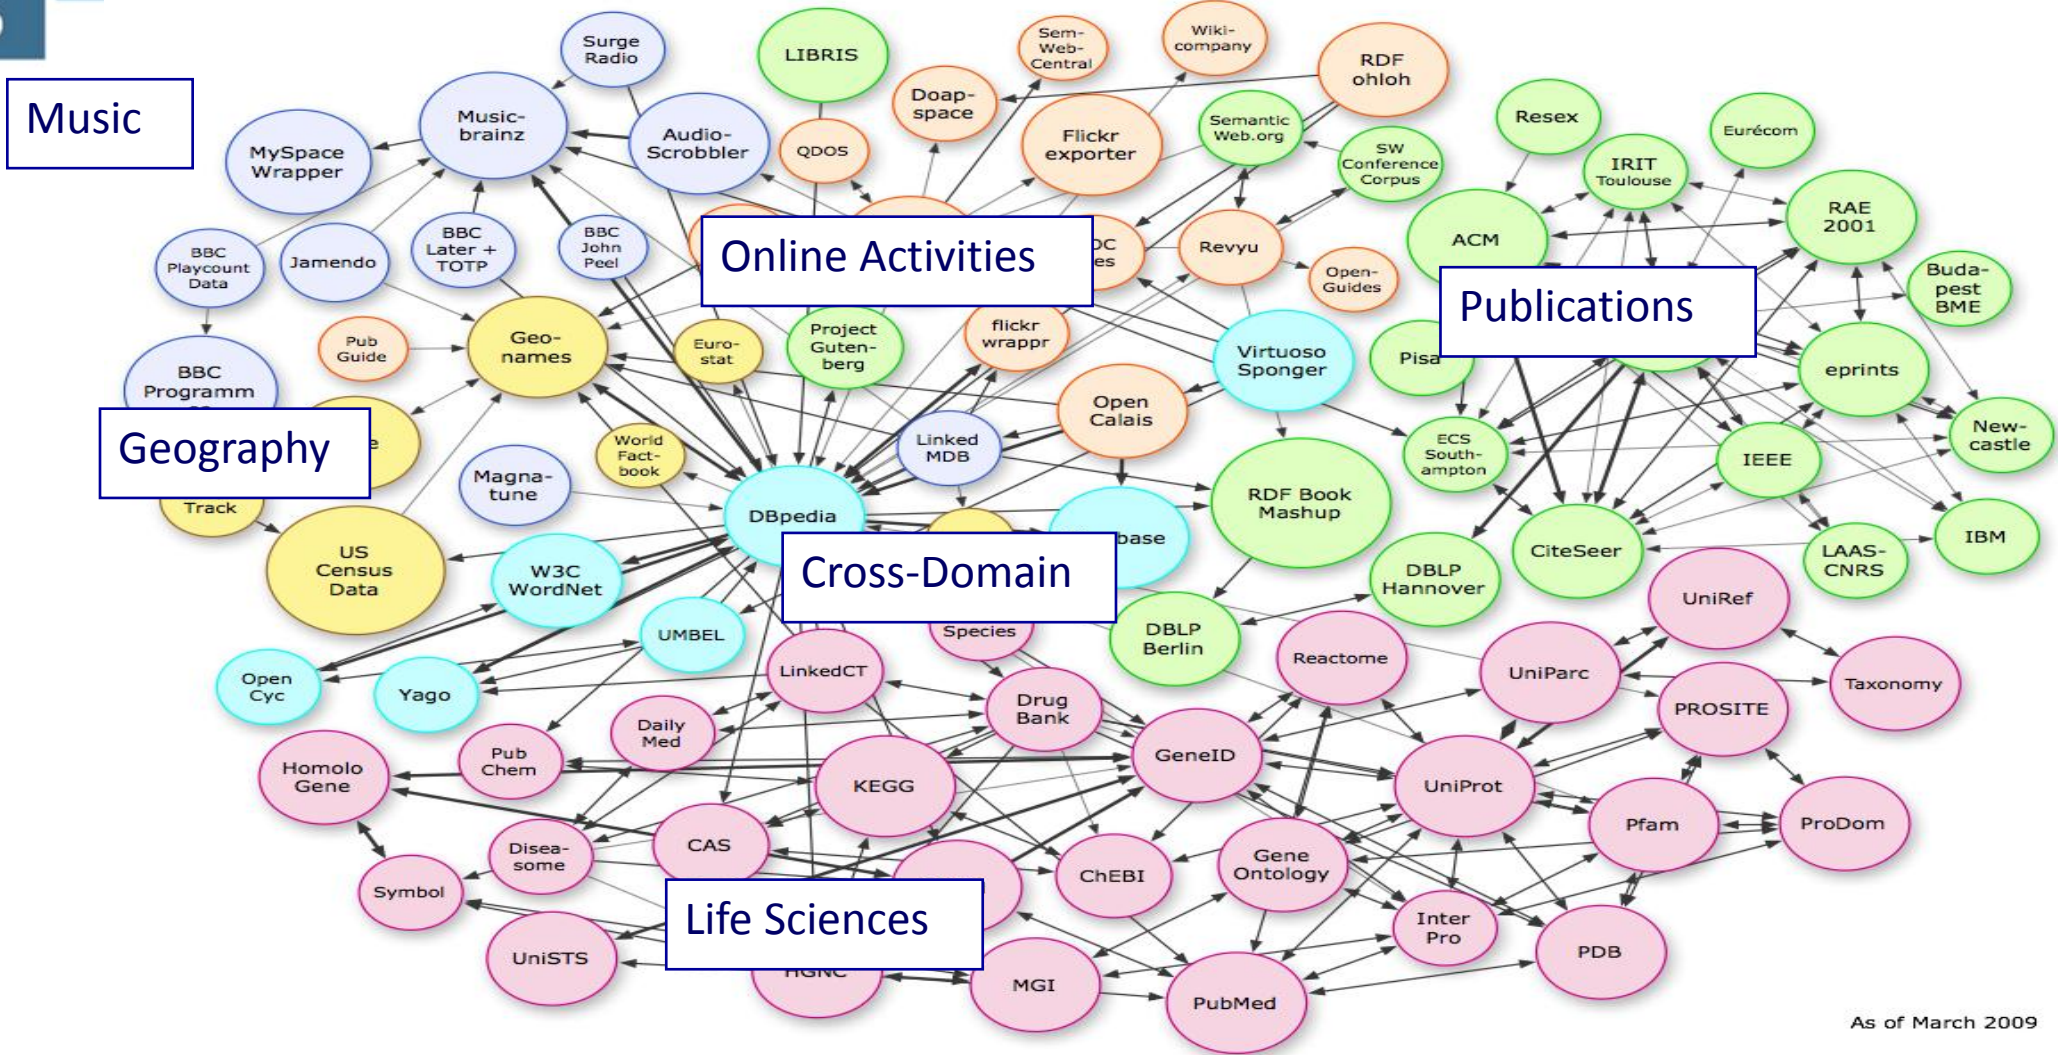 Music
Surge
Radio
LIBRIS
Sem-
Web-
Central
Wiki-
company
RDF
ohloh
Doap-
space
Music-
brainz
MySpace
Wrapper
Audio-
Scrobbler
QDOS
Flickr
exporter
Semantic
Web.org
SW
Conference
Corpus
Resex
Eurécom
IRIT
Toulouse
RAE
2001
ACM
BBC
Playcount
Data
Jamendo
BBC
Later +
TOTP
BBC
John
Peel
Online Activities
Revyu
Open-
Guides
Publications
Buda-
pest
BME
Pub
Guide
Geo-
names
Euro-
stat
Project
Guten-
berg
flickr
wrappr
Virtuoso
Sponger
Pisa
eprints
BBC
Programm
Geography
Open
Calais
World
Fact-
book
Linked
MDB
ECS
South-
ampton
IEEE
New-
castle
Magna-
tune
Track
DBpedia
base
RDF Book
Mashup
US
Census
Data
W3C
WordNet
Cross-Domain
DBLP
Hannover
CiteSeer
LAAS-
CNRS
IBM
UMBEL
Species
DBLP
Berlin
UniRef
Open
Cyc
Yago
LinkedCT
Reactome
UniParc
Taxonomy
Drug
Bank
PROSITE
Daily
Med
Pub
Chem
Homolo
Gene
KEGG
GeneID
UniProt
Pfam
ProDom
Disea-
some
CAS
ChEBI
Gene
Ontology
Symbol
Life Sciences
Inter
Pro
UniSTS
HGNC
MGI
PubMed
PDB
As of March 2009